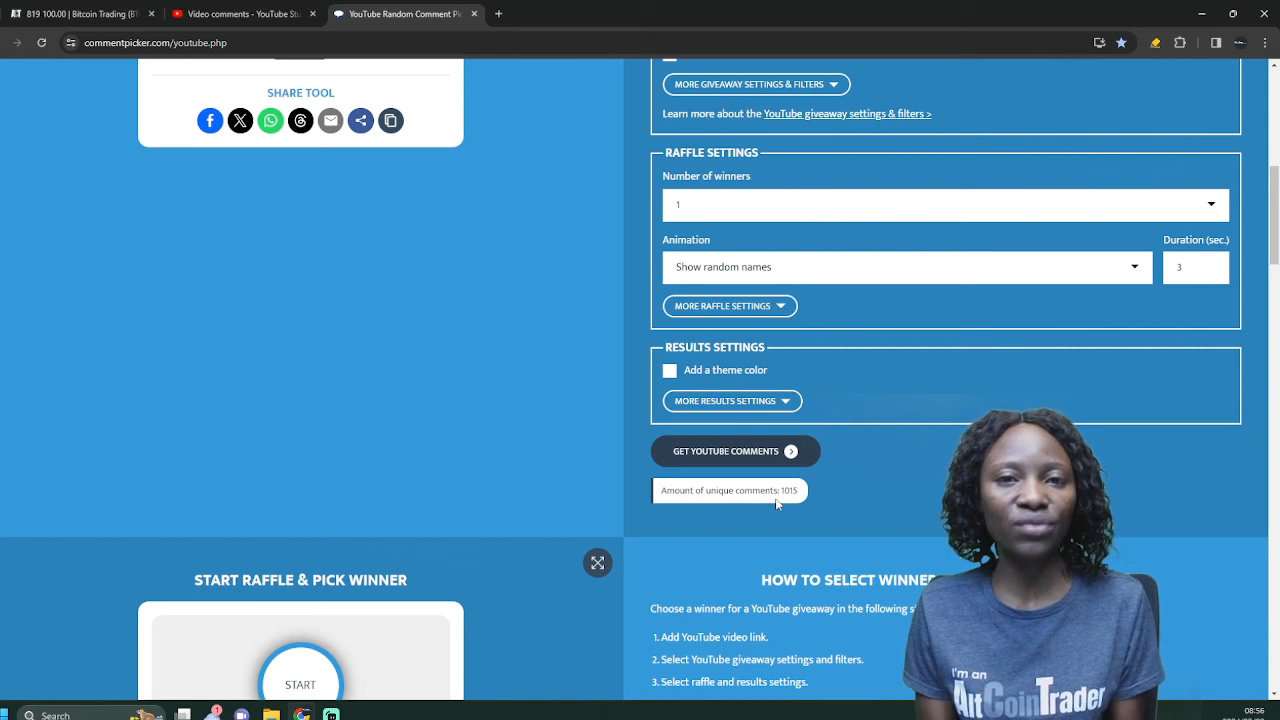 819 100.00 | Bitcoin Trading (BT
Video comments - YouTube Stu
YouTube Random Comment Pi
commentpicker.com/youtube.php
SHARE TOOL
MORE GIVEAWAY SETTINGS & FILTERS
Learn more about the YouTube giveaway settings & filters >
RAFFLE SETTINGS
Number of winners
1
Animation
Duration (sec.)
Show random names
3
MORE RAFFLE SETTINGS
RESULTS SETTINGS
Add a theme color
MORE RESULTS SETTINGS
GET YOUTUBE COMMENTS
Amount of unique comments: 1015
START RAFFLE & PICK WINNER
START
HOW TO SELECT WINNE
Choose a winner for a YouTube giveaway in the following s
1. Add YouTube video link.
2. Select YouTube giveaway settings and filters.
3. Select raffle and results settings.
I'm an
AltCoinTrader
Search
08:56